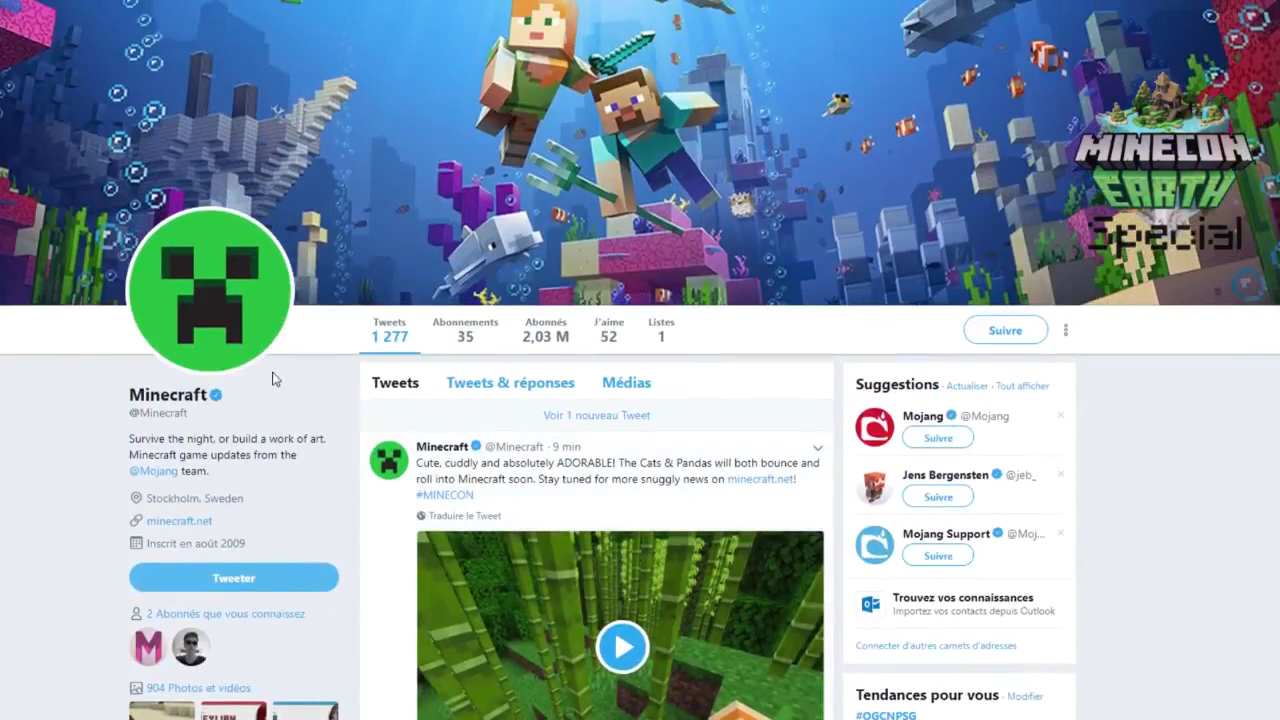 MINECON
EARTH
Special
Tweets
1 277
Abonnements
35
Abonnés
2,03 M
J'aime
52
Listes
1
Suivre
Minecraft
@Minecraft
Survive the night, or build a work of art.
Minecraft game updates from the
@Mojang team.
Stockholm, Sweden
minecraft.net
Inscrit en août 2009
Tweeter
2 Abonnés que vous connaissez
M
904 Photos et vidéos
Tweets Tweets & réponses Médias
Voir 1 nouveau Tweet
Minecraft @Minecraft · 9 min
Cute, cuddly and absolutely ADORABLE! The Cats & Pandas will both bounce and
roll into Minecraft soon. Stay tuned for more snuggly news on minecraft.net!
#MINECON
Traduire le Tweet
Suggestions · Actualiser · Tout afficher
Mojang @Mojang
Suivre
Jens Bergensten @jeb_
Suivre
Mojang Support @Moj...
Suivre
Trouvez vos connaissances
Importez vos contacts depuis Outlook
Connecter d'autres carnets d'adresses
Tendances pour vous · Modifier
#OGCNPSG